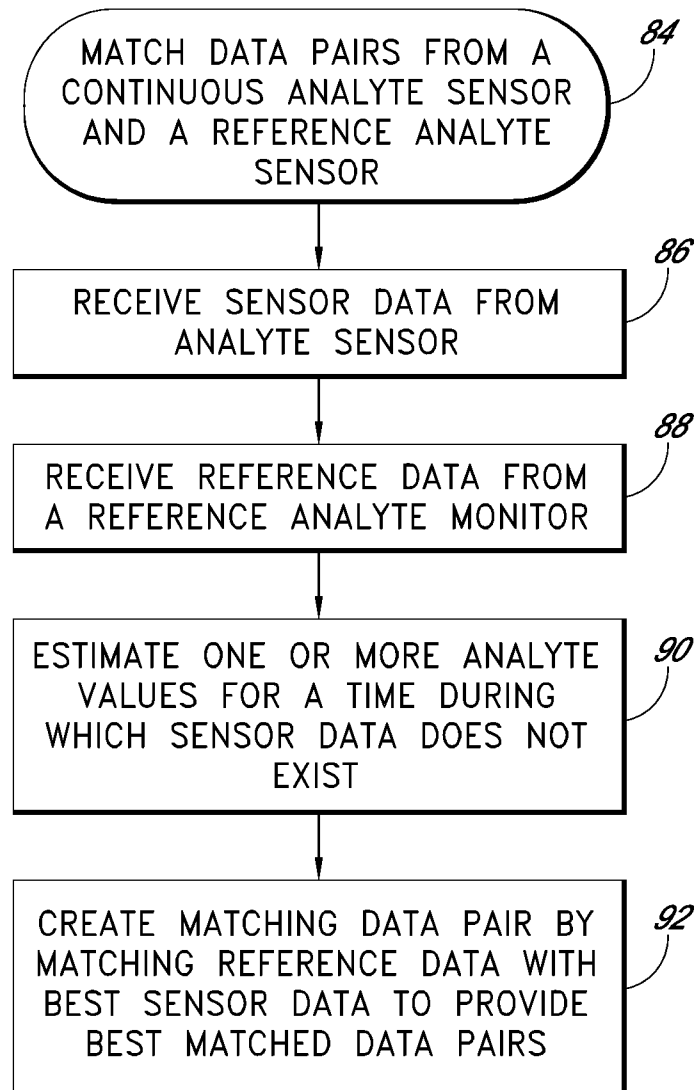 84
MATCH DATA PAIRS FROM A
CONTINUOUS ANALYTE SENSOR
AND A REFERENCE ANALYTE
SENSOR
86
RECEIVE SENSOR DATA FROM
ANALYTE SENSOR
88
RECEIVE REFERENCE DATA FROM
A REFERENCE ANALYTE MONITOR
90
ESTIMATE ONE OR MORE ANALYTE
VALUES FOR A TIME DURING
WHICH SENSOR DATA DOES NOT
EXIST
92
CREATE MATCHING DATA PAIR BY
MATCHING REFERENCE DATA WITH
BEST SENSOR DATA TO PROVIDE
BEST MATCHED DATA PAIRS